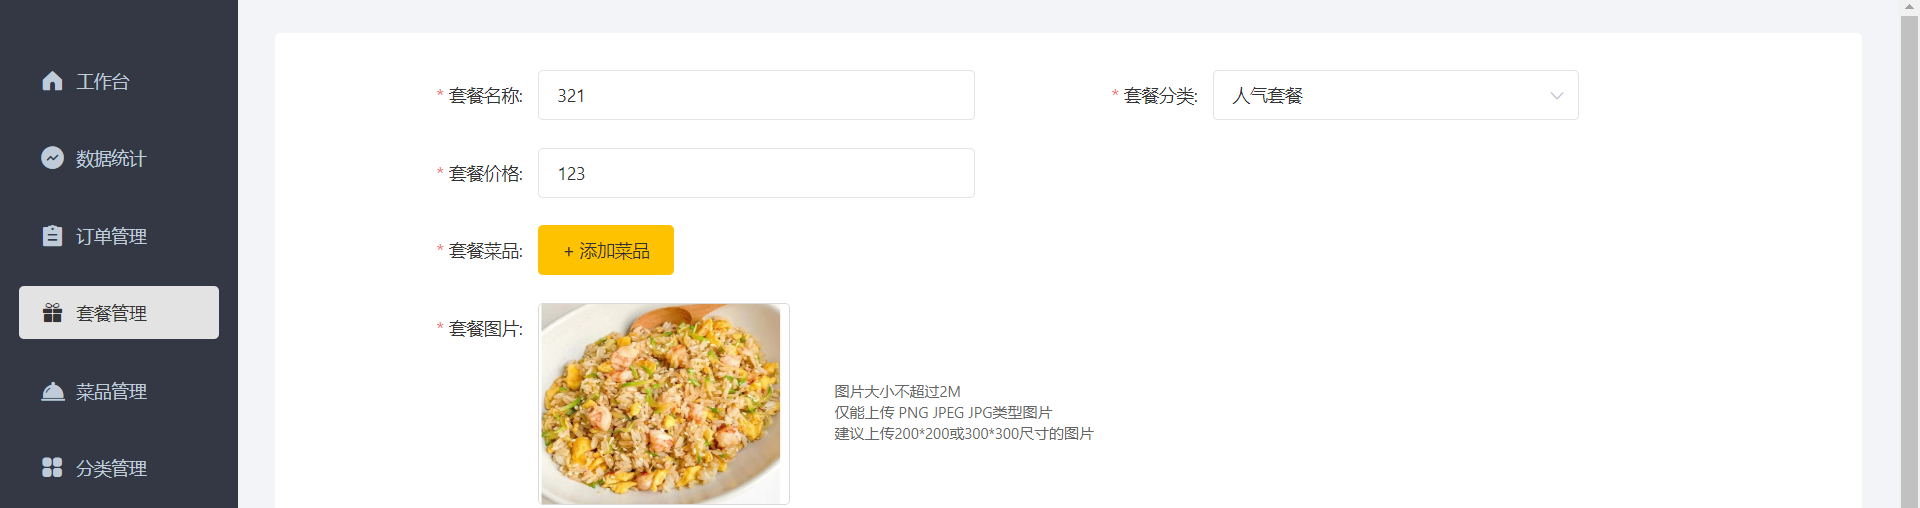 工作台
数据统计
订单管理
套餐管理
菜品管理
分类管理
* 套餐名称: 321
* 套餐分类: 人气套餐
* 套餐价格: 123
* 套餐菜品: + 添加菜品
* 套餐图片:
图片大小不超过2M
仅能上传 PNG JPEG JPG类型图片
建议上传200*200或300*300尺寸的图片